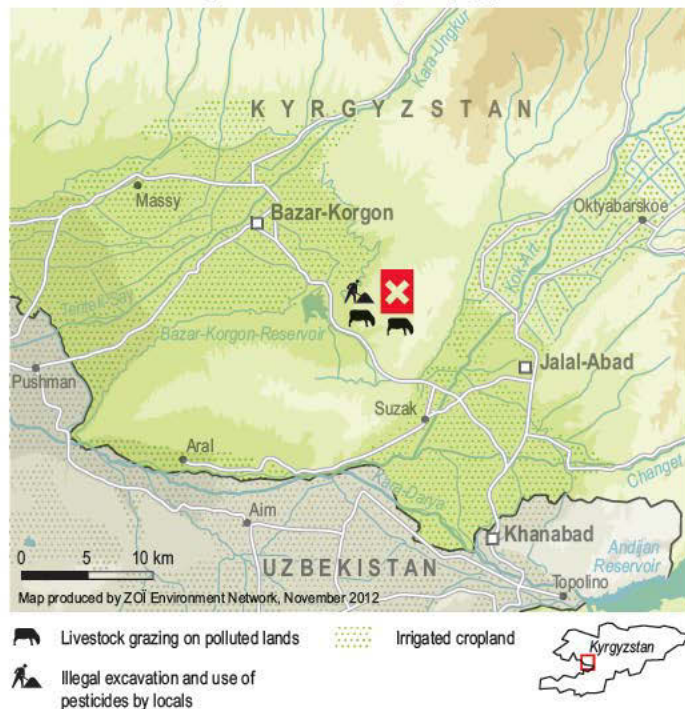 Kara-Ungkur
KYRGYZSTAN
Massy
Bazar-Korgon
Oktyabarskoe
Kok-Art
Bazar-Korgon-Reservoir
Pushman
Jalal-Abad
Suzak
Aral
Changet
Kara-Darya
Aim
Khanabad
Andijan
Reservoir
UZBEKISTAN
Topolino
0 5 10 km
Map produced by ZOÏ Environment Network, November 2012
Livestock grazing on polluted lands
Irrigated cropland
Kyrgyzstan
Illegal excavation and use of
pesticides by locals